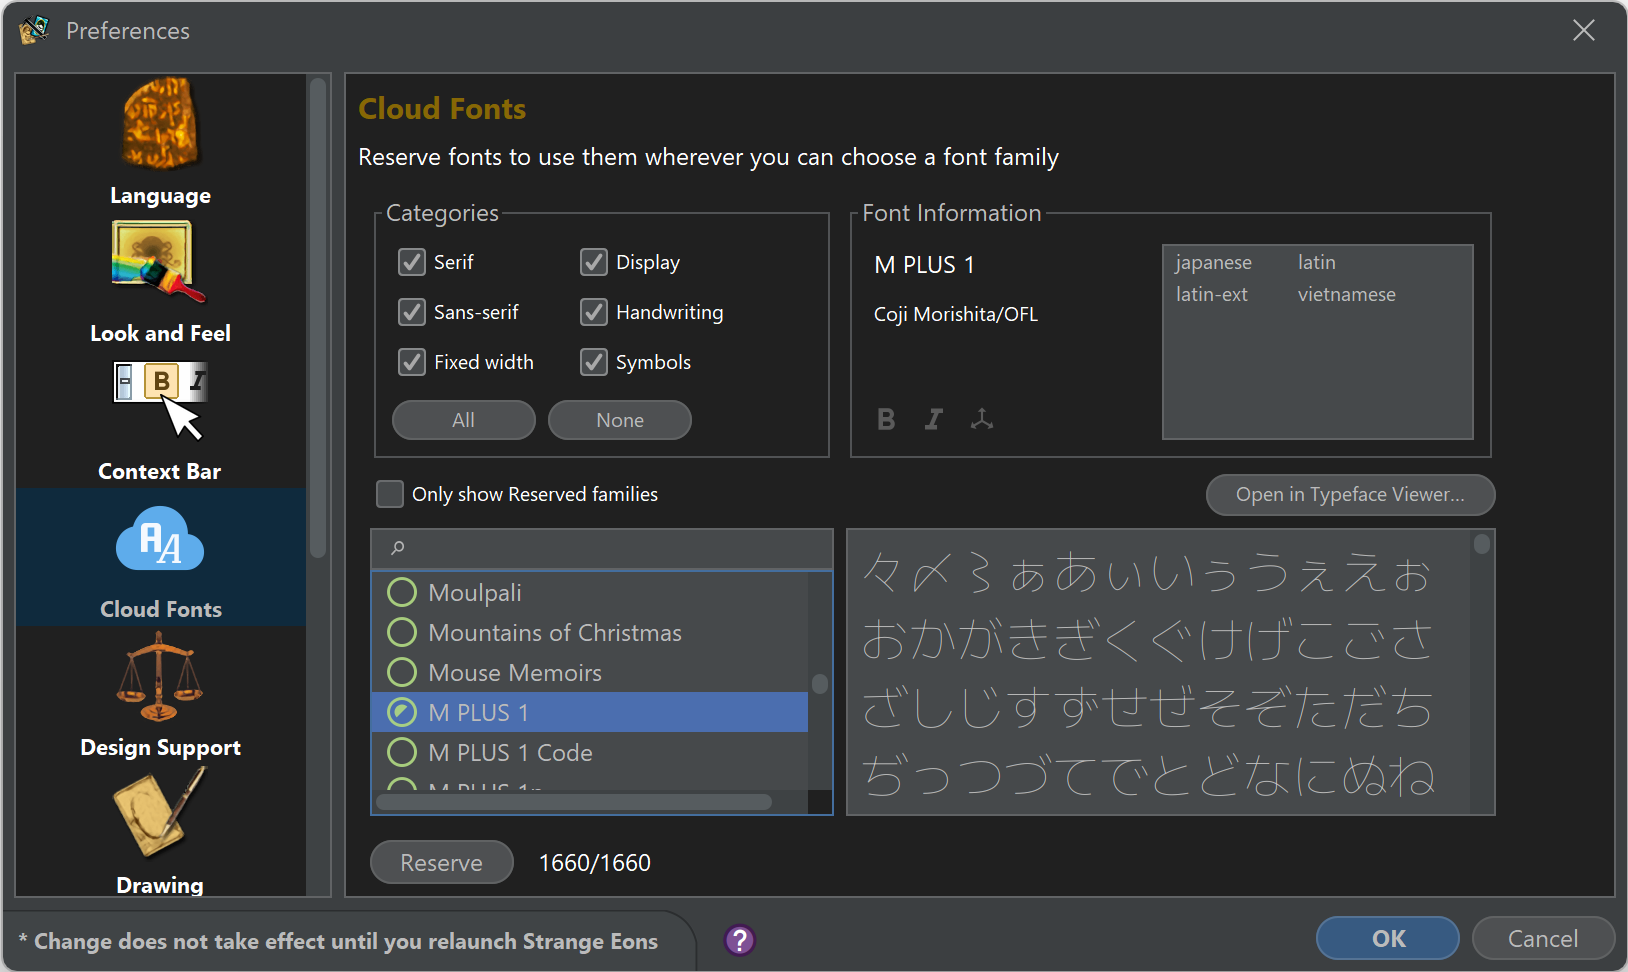 Preferences
Language
Look and Feel
B I
Context Bar
AA
Cloud Fonts
Design Support
Drawing
Cloud Fonts
Reserve fonts to use them wherever you can choose a font family
Categories
Serif
Display
Sans-serif
Handwriting
Fixed width
Symbols
All
None
Font Information
M PLUS 1
Coji Morishita/OFL
B I
japanese latin
latin-ext vietnamese
Only show Reserved families
Open in Typeface Viewer...
Moulpali
Mountains of Christmas
Mouse Memoirs
M PLUS 1
M PLUS 1 Code
M PLUS 1p
々〆〻ぁあぃいぅうぇえぉ
おかがきぎくぐけげこごさ
ざしじすずせぜそぞただち
ぢっつづてでとどなにぬね
Reserve
1660/1660
* Change does not take effect until you relaunch Strange Eons
?
OK
Cancel